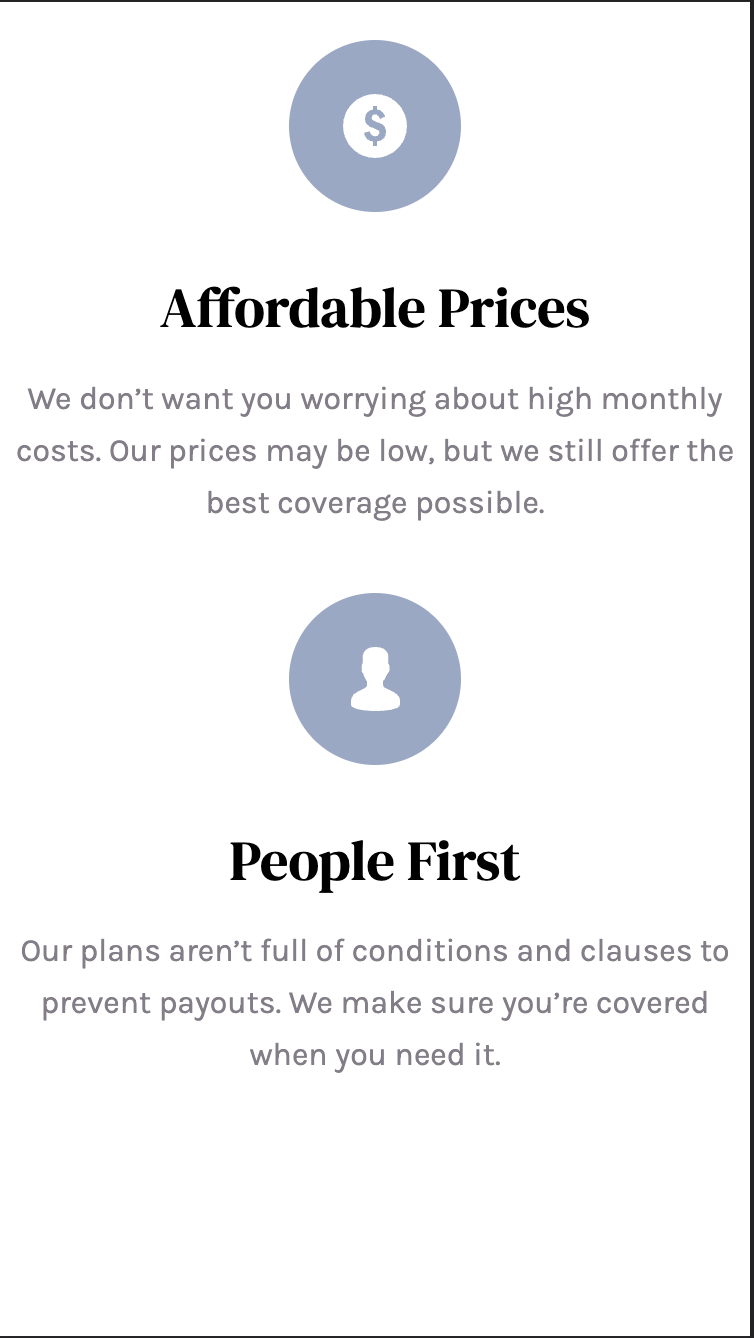 $
Affordable Prices
We don’t want you worrying about high monthly
costs. Our prices may be low, but we still offer the
best coverage possible.
People First
Our plans aren’t full of conditions and clauses to
prevent payouts. We make sure you’re covered
when you need it.